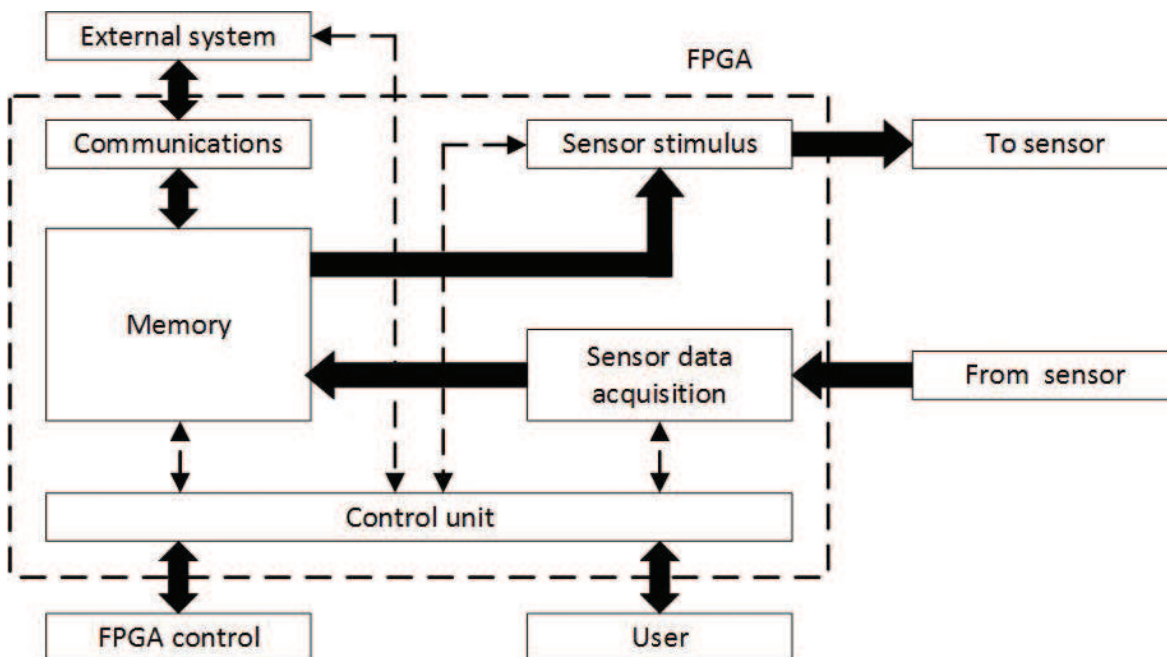 External system
FPGA
Communications
Sensor stimulus
To sensor
Memory
Sensor data
acquisition
From sensor
Control unit
FPGA control
User